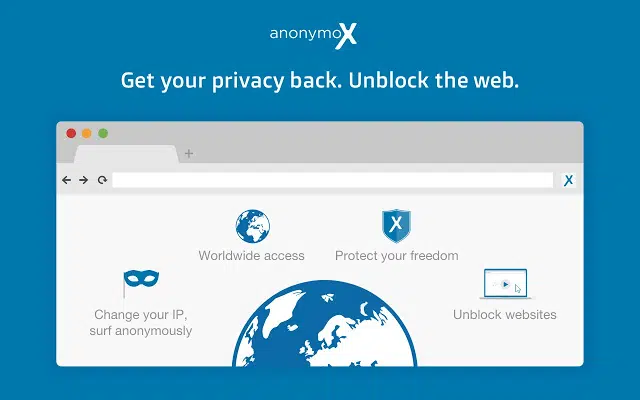 anonymoX
Get your privacy back. Unblock the web.
+
X
Worldwide access
X
Protect your freedom
Change your IP,
surf anonymously
Unblock websites